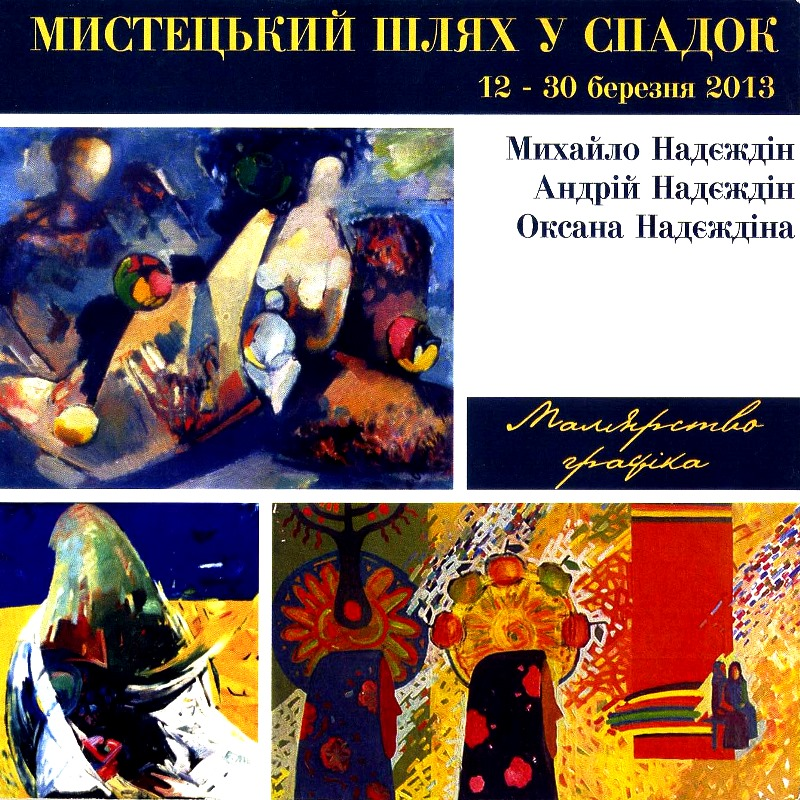 МИСТЕЦЬКИЙ ШЛЯХ У СПАДОК
12 - 30 березня 2013
Михайло Надєждін
Андрій Надєждін
Оксана Надєждіна
Малярство
графіка